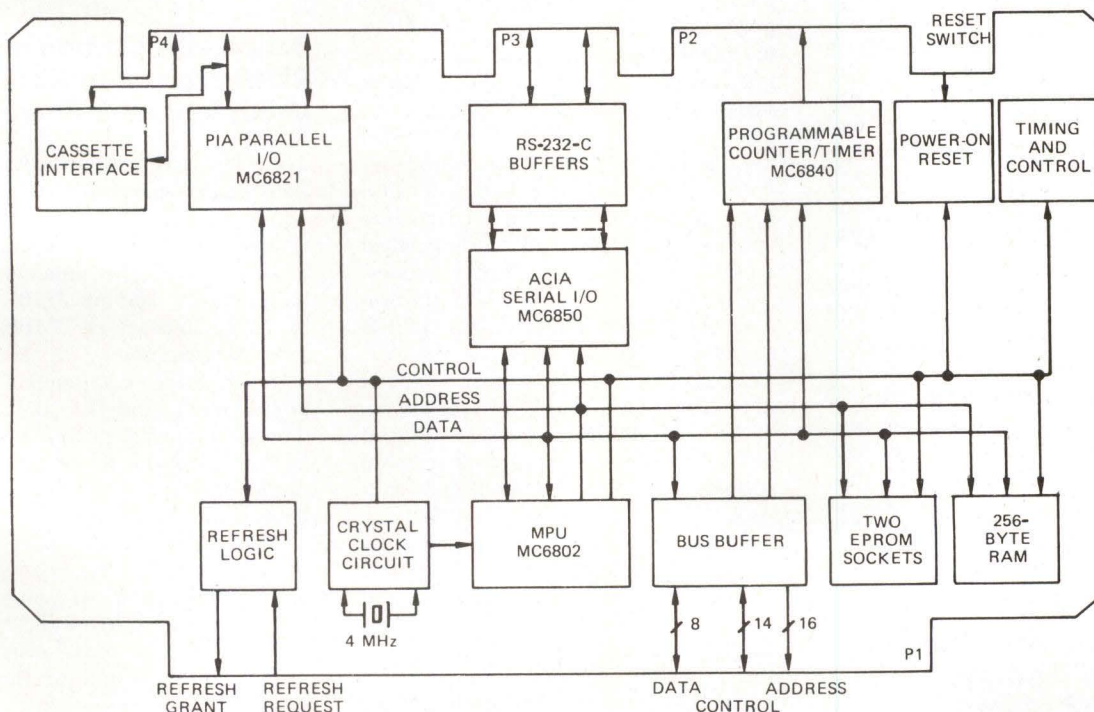 P4
P3
P2
RESET
SWITCH
CASSETTE
INTERFACE
PIA PARALLEL
I/O
MC6821
RS-232-C
BUFFERS
PROGRAMMABLE
COUNTER/TIMER
MC6840
POWER-ON
RESET
TIMING
AND
CONTROL
ACIA
SERIAL I/O
MC6850
CONTROL
ADDRESS
DATA
REFRESH
LOGIC
CRYSTAL
CLOCK
CIRCUIT
MPU
MC6802
BUS BUFFER
TWO
EPROM
SOCKETS
256-
BYTE
RAM
4 MHz
8
14
16
P1
REFRESH
GRANT
REFRESH
REQUEST
DATA
CONTROL
ADDRESS